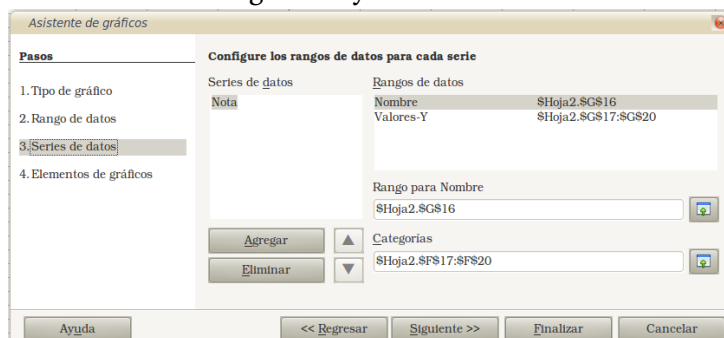 Asistente de gráficos
Pasos
1. Tipo de gráfico
2. Rango de datos
3. Series de datos
4. Elementos de gráficos
Configure los rangos de datos para cada serie
Series de datos
Nota
Agregar
Eliminar
Rangos de datos
Nombre $Hoja2.$G$16
Valores-Y $Hoja2.$G$17:$G$20
Rango para Nombre
$Hoja2.$G$16
Categorías
$Hoja2.$F$17:$F$20
Ayuda
<< Regresar
Siguiente >>
Finalizar
Cancelar